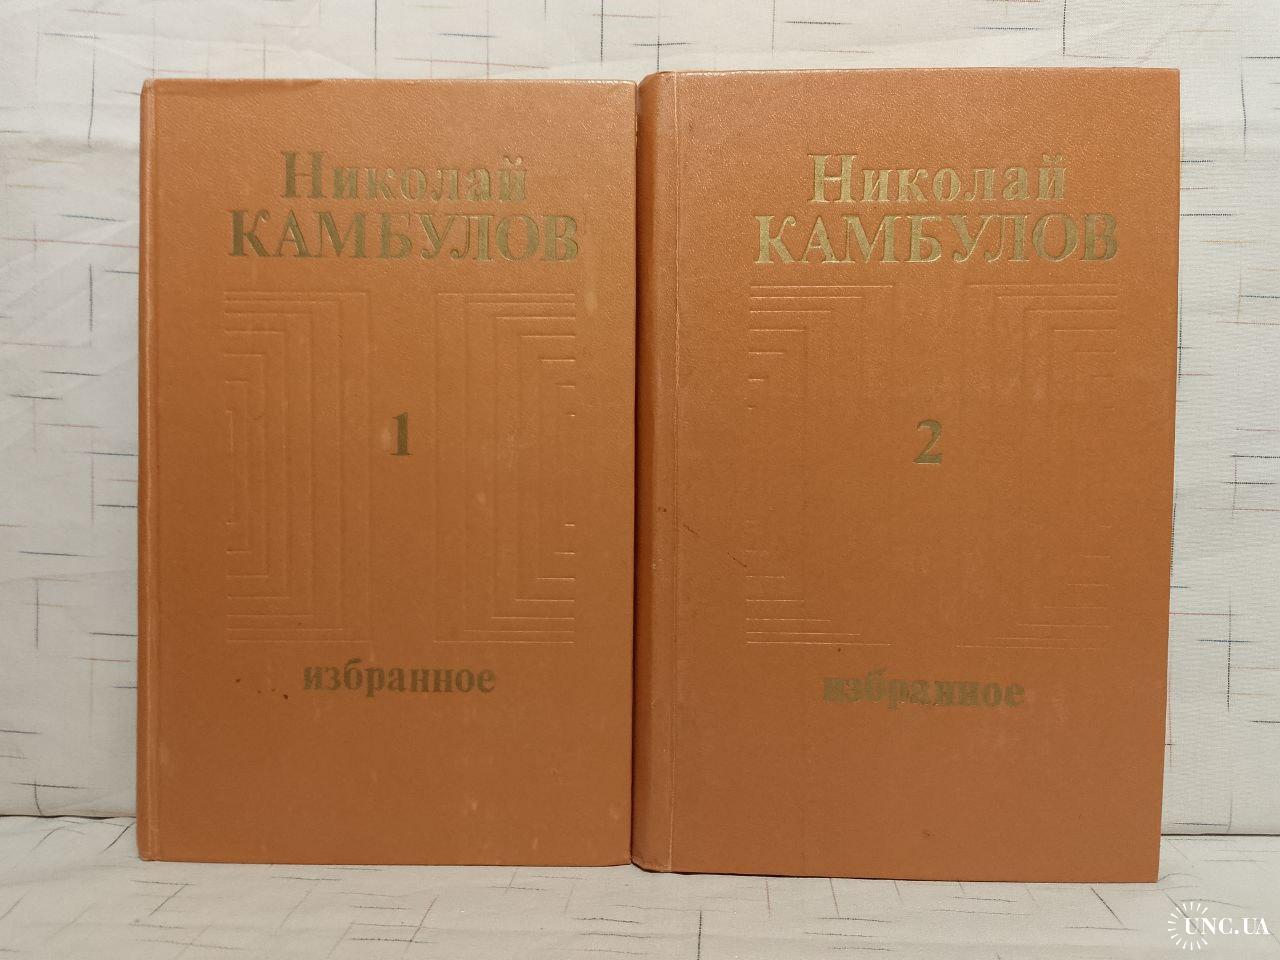 Николай
КАМБУЛОВ
1
избранное
Николай
КАМБУЛОВ
2
избранное
UNC.UA